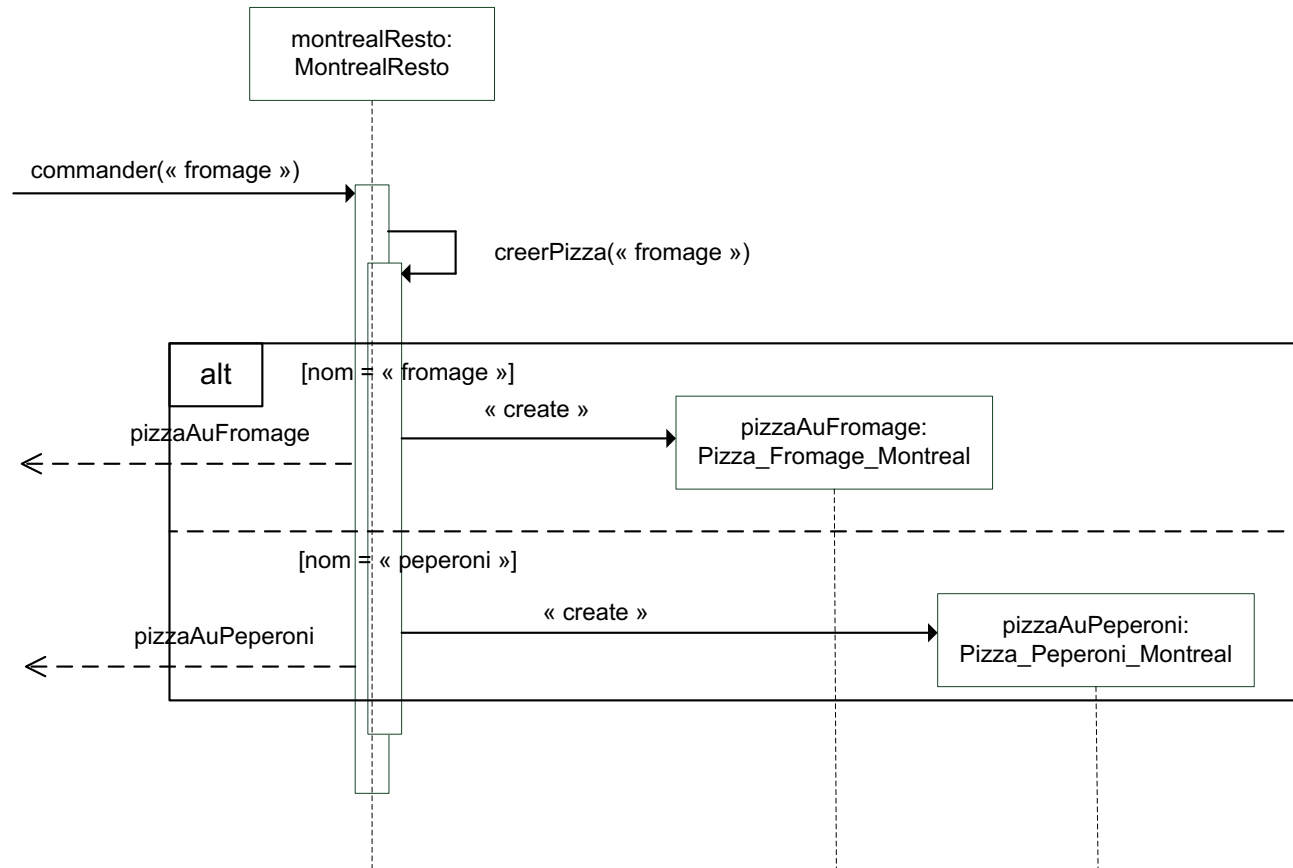 montrealResto:
MontrealResto
commander(« fromage »)
creerPizza(« fromage »)
alt
[nom = « fromage »]
« create »
pizzaAuFromage
pizzaAuFromage:
Pizza_Fromage_Montreal
[nom = « peperoni »]
« create »
pizzaAuPeperoni
pizzaAuPeperoni:
Pizza_Peperoni_Montreal